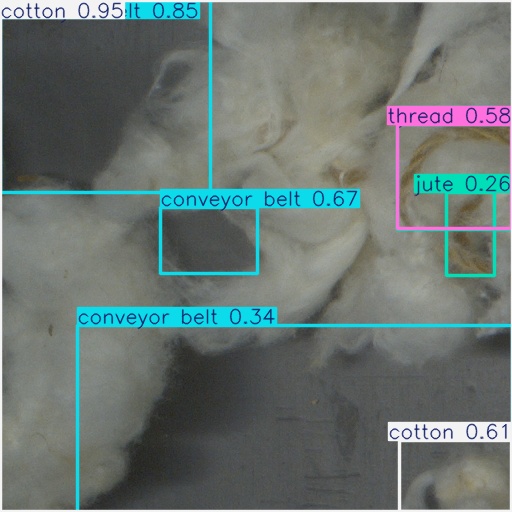 cotton 0.95
lt 0.85
thread 0.58
jute 0.26
conveyor belt 0.67
conveyor belt 0.34
cotton 0.61